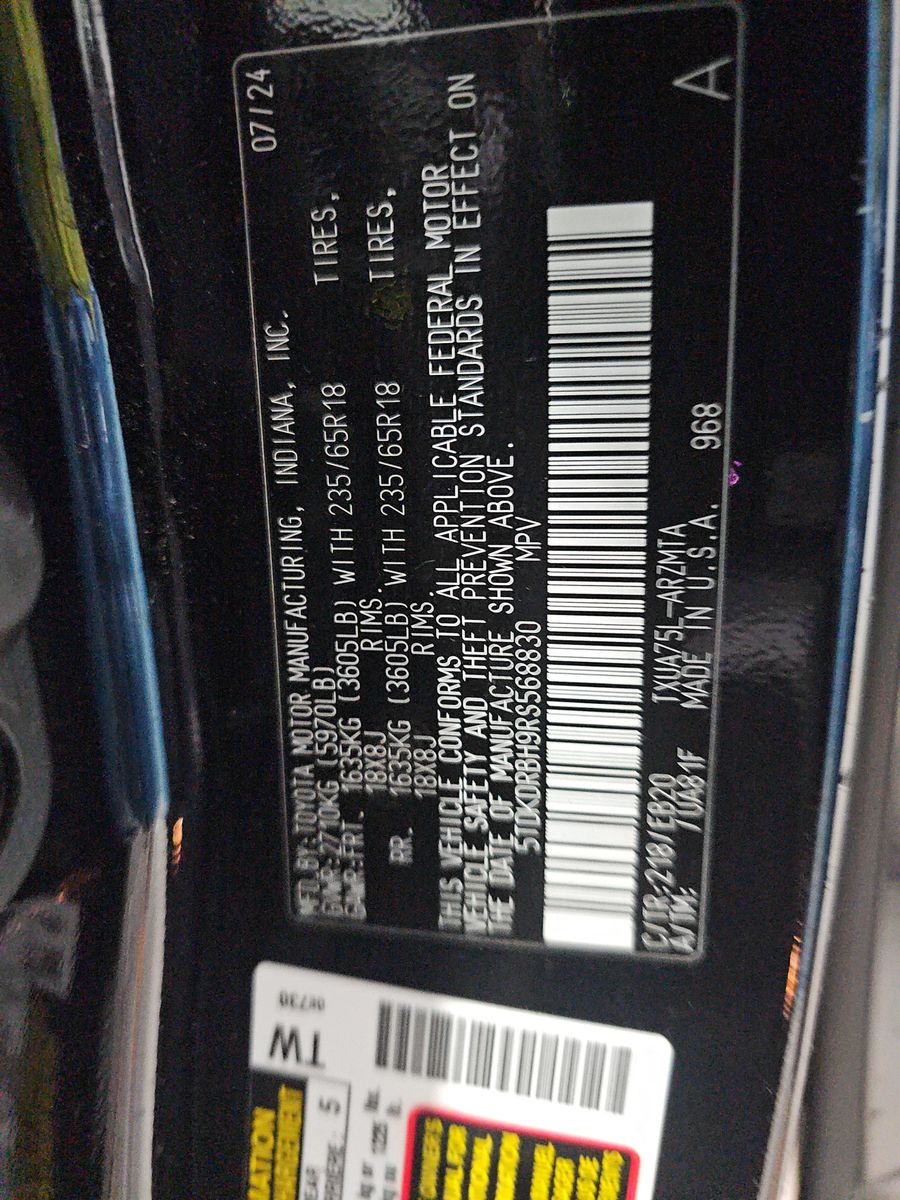 MFD.BY:TOYOTA MOTOR MANUFACTURING, INDIANA, INC. 07/24
GVWR:2710KG (5970LB)
GAWR:FRT. 1635KG (3605LB) WITH 235/65R18 TIRES,
18X8J RIMS.
RR. 1635KG (3605LB) WITH 235/65R18 TIRES,
18X8J RIMS.
THIS VEHICLE CONFORMS TO ALL APPLICABLE FEDERAL MOTOR
VEHICLE SAFETY AND THEFT PREVENTION STANDARDS IN EFFECT ON
THE DATE OF MANUFACTURE SHOWN ABOVE.
5TDKDRBH9RS568830 MPV
C/TR:218/EB20 TXUA75L-ARZMTA
A/TM: /UA81F MADE IN U.S.A. 968 A
TW
5